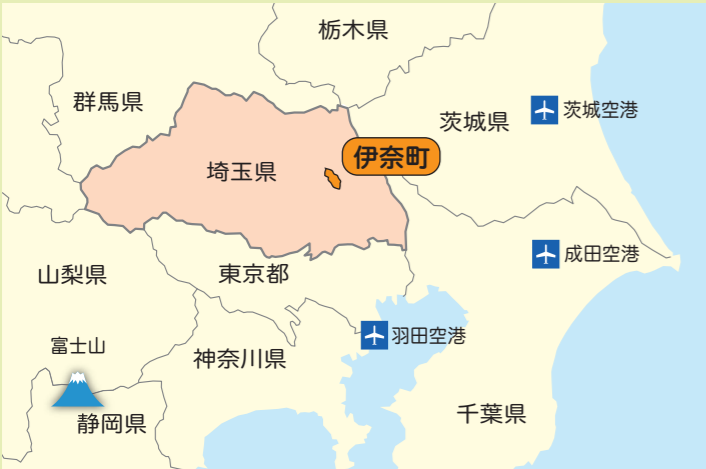 栃木県
群馬県
茨城県
茨城空港
伊奈町
埼玉県
成田空港
山梨県
東京都
羽田空港
富士山
神奈川県
千葉県
静岡県